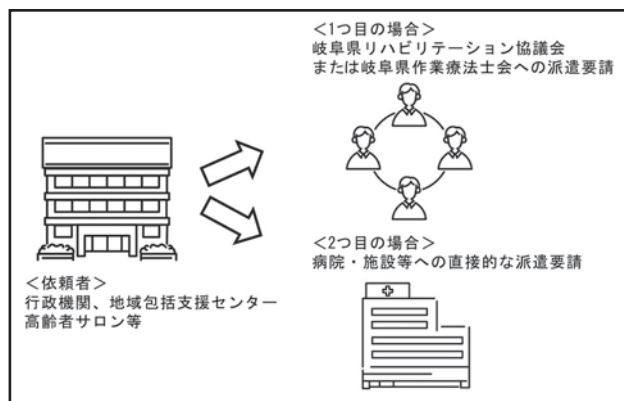 ＜1つ目の場合＞
岐阜県リハビリテーション協議会
または岐阜県作業療法士会への派遣要請
＜2つ目の場合＞
病院・施設等への直接的な派遣要請
＜依頼者＞
行政機関、地域包括支援センター
高齢者サロン等